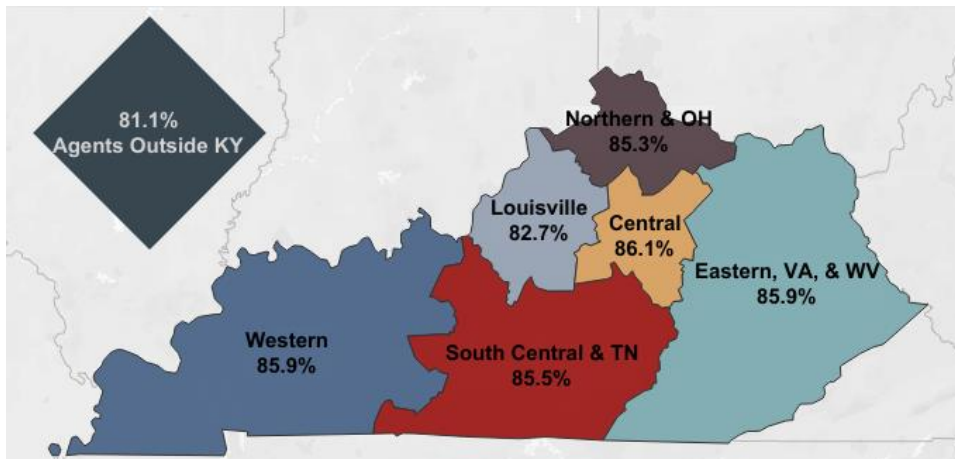 81.1%
Agents Outside KY
Northern & OH
85.3%
Louisville
82.7%
Central
86.1%
Eastern, VA, & WV
85.9%
Western
85.9%
South Central & TN
85.5%